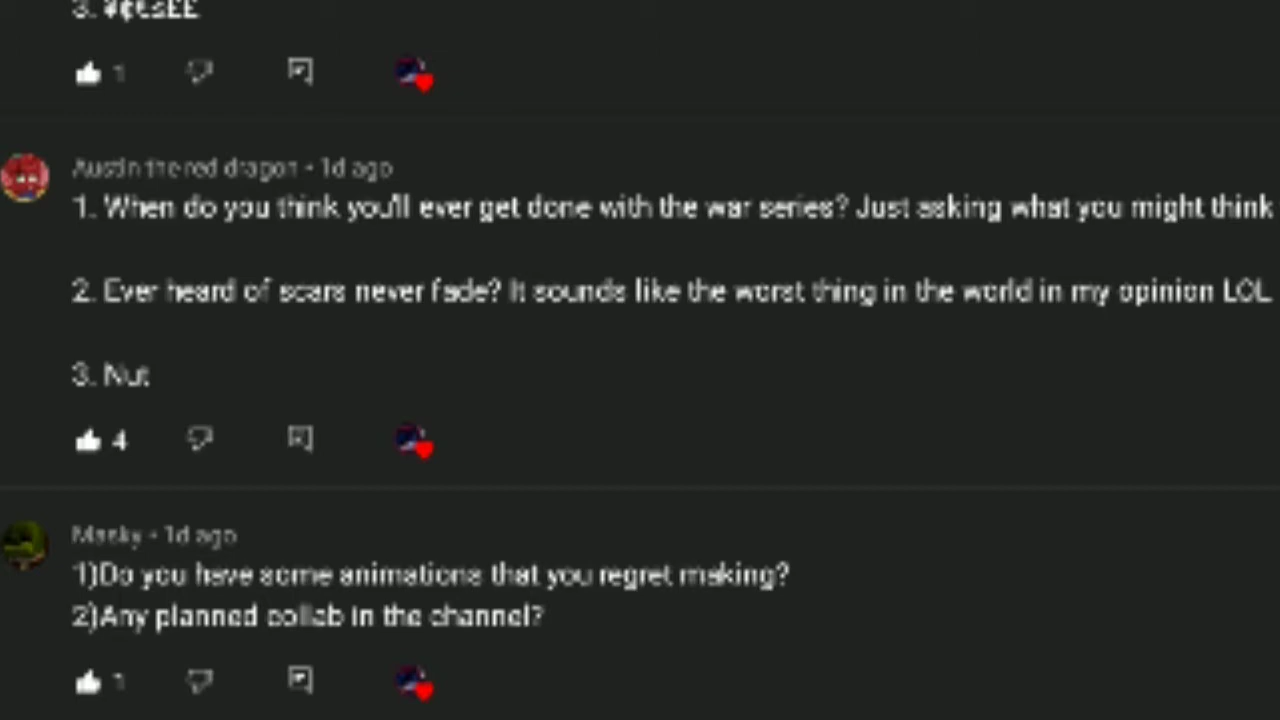 3. ¥¢€s££
1
Austin the red dragon • 1d ago
1. When do you think you'll ever get done with the war series? Just asking what you might think
2. Ever heard of scars never fade? It sounds like the worst thing in the world in my opinion LOL
3. Nut
4
Masky • 1d ago
1)Do you have some animations that you regret making?
2)Any planned collab in the channel?
1